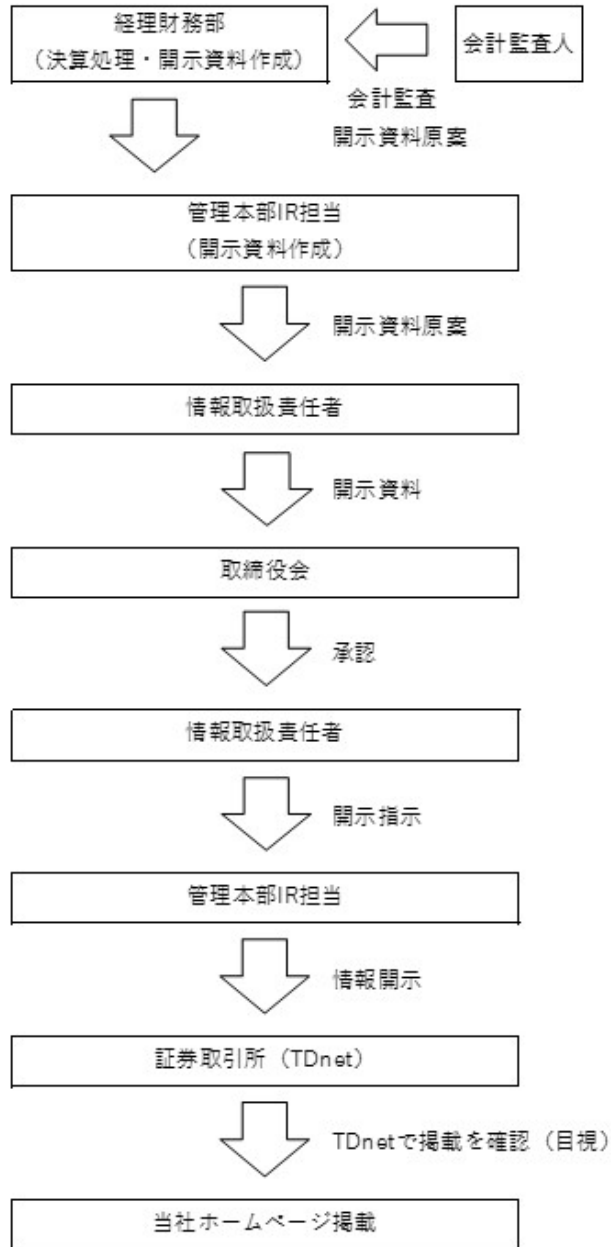 経理財務部
（決算処理・開示資料作成）
会計監査人
会計監査
開示資料原案
管理本部IR担当
（開示資料作成）
開示資料原案
情報取扱責任者
開示資料
取締役会
承認
情報取扱責任者
開示指示
管理本部IR担当
情報開示
証券取引所（TDnet）
TDnetで掲載を確認（目視）
当社ホームページ掲載